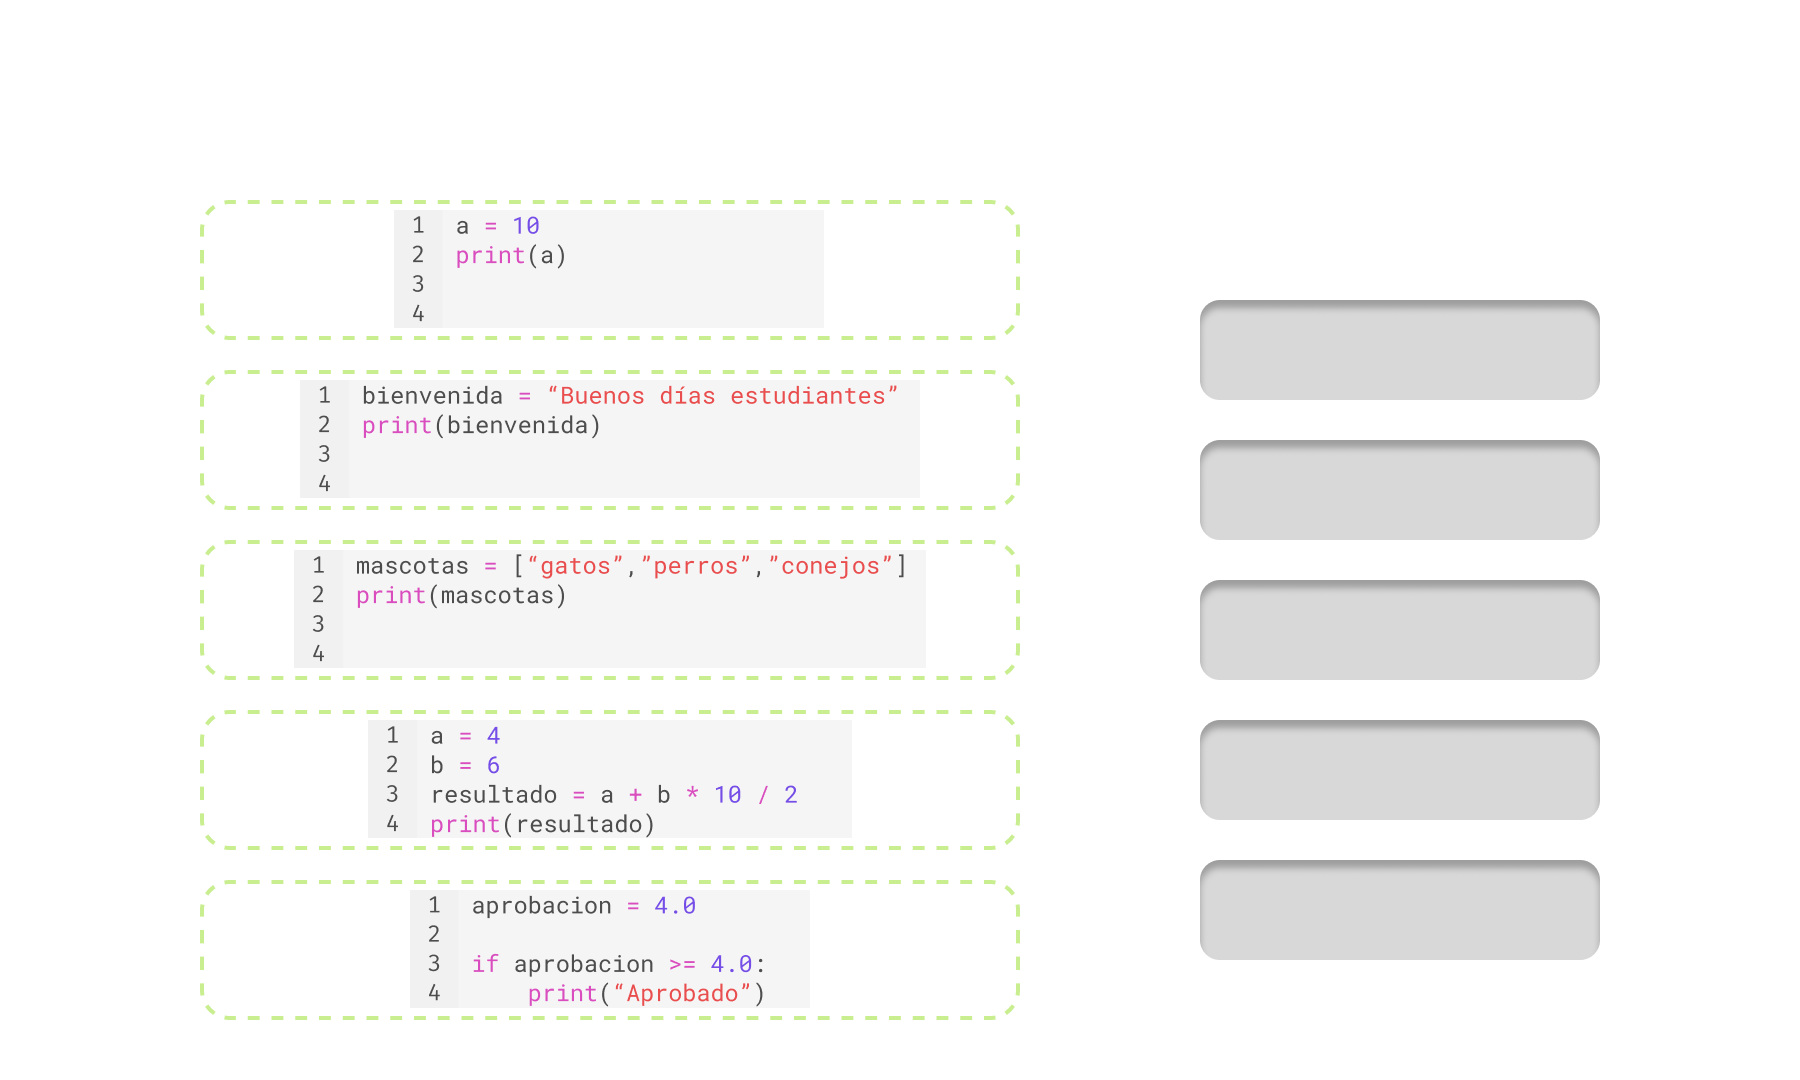 1 a = 10
2 print(a)
3
4
1 bienvenida = “Buenos días estudiantes”
2 print(bienvenida)
3
4
1 mascotas = [“gatos”,”perros”,”conejos”]
2 print(mascotas)
3
4
1 a = 4
2 b = 6
3 resultado = a + b * 10 / 2
4 print(resultado)
1 aprobacion = 4.0
2
3 if aprobacion >= 4.0:
4     print(“Aprobado”)